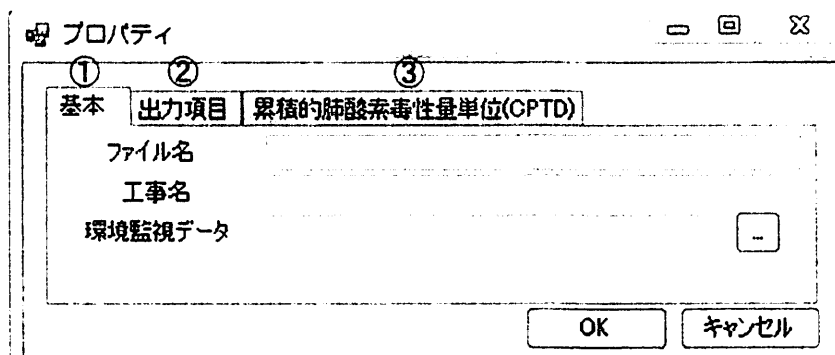 プロパティ
① ② ③
基本 出力項目 累積的肺酸素毒性量単位(CPTD)
ファイル名
工事名
環境監視データ ...
OK キャンセル